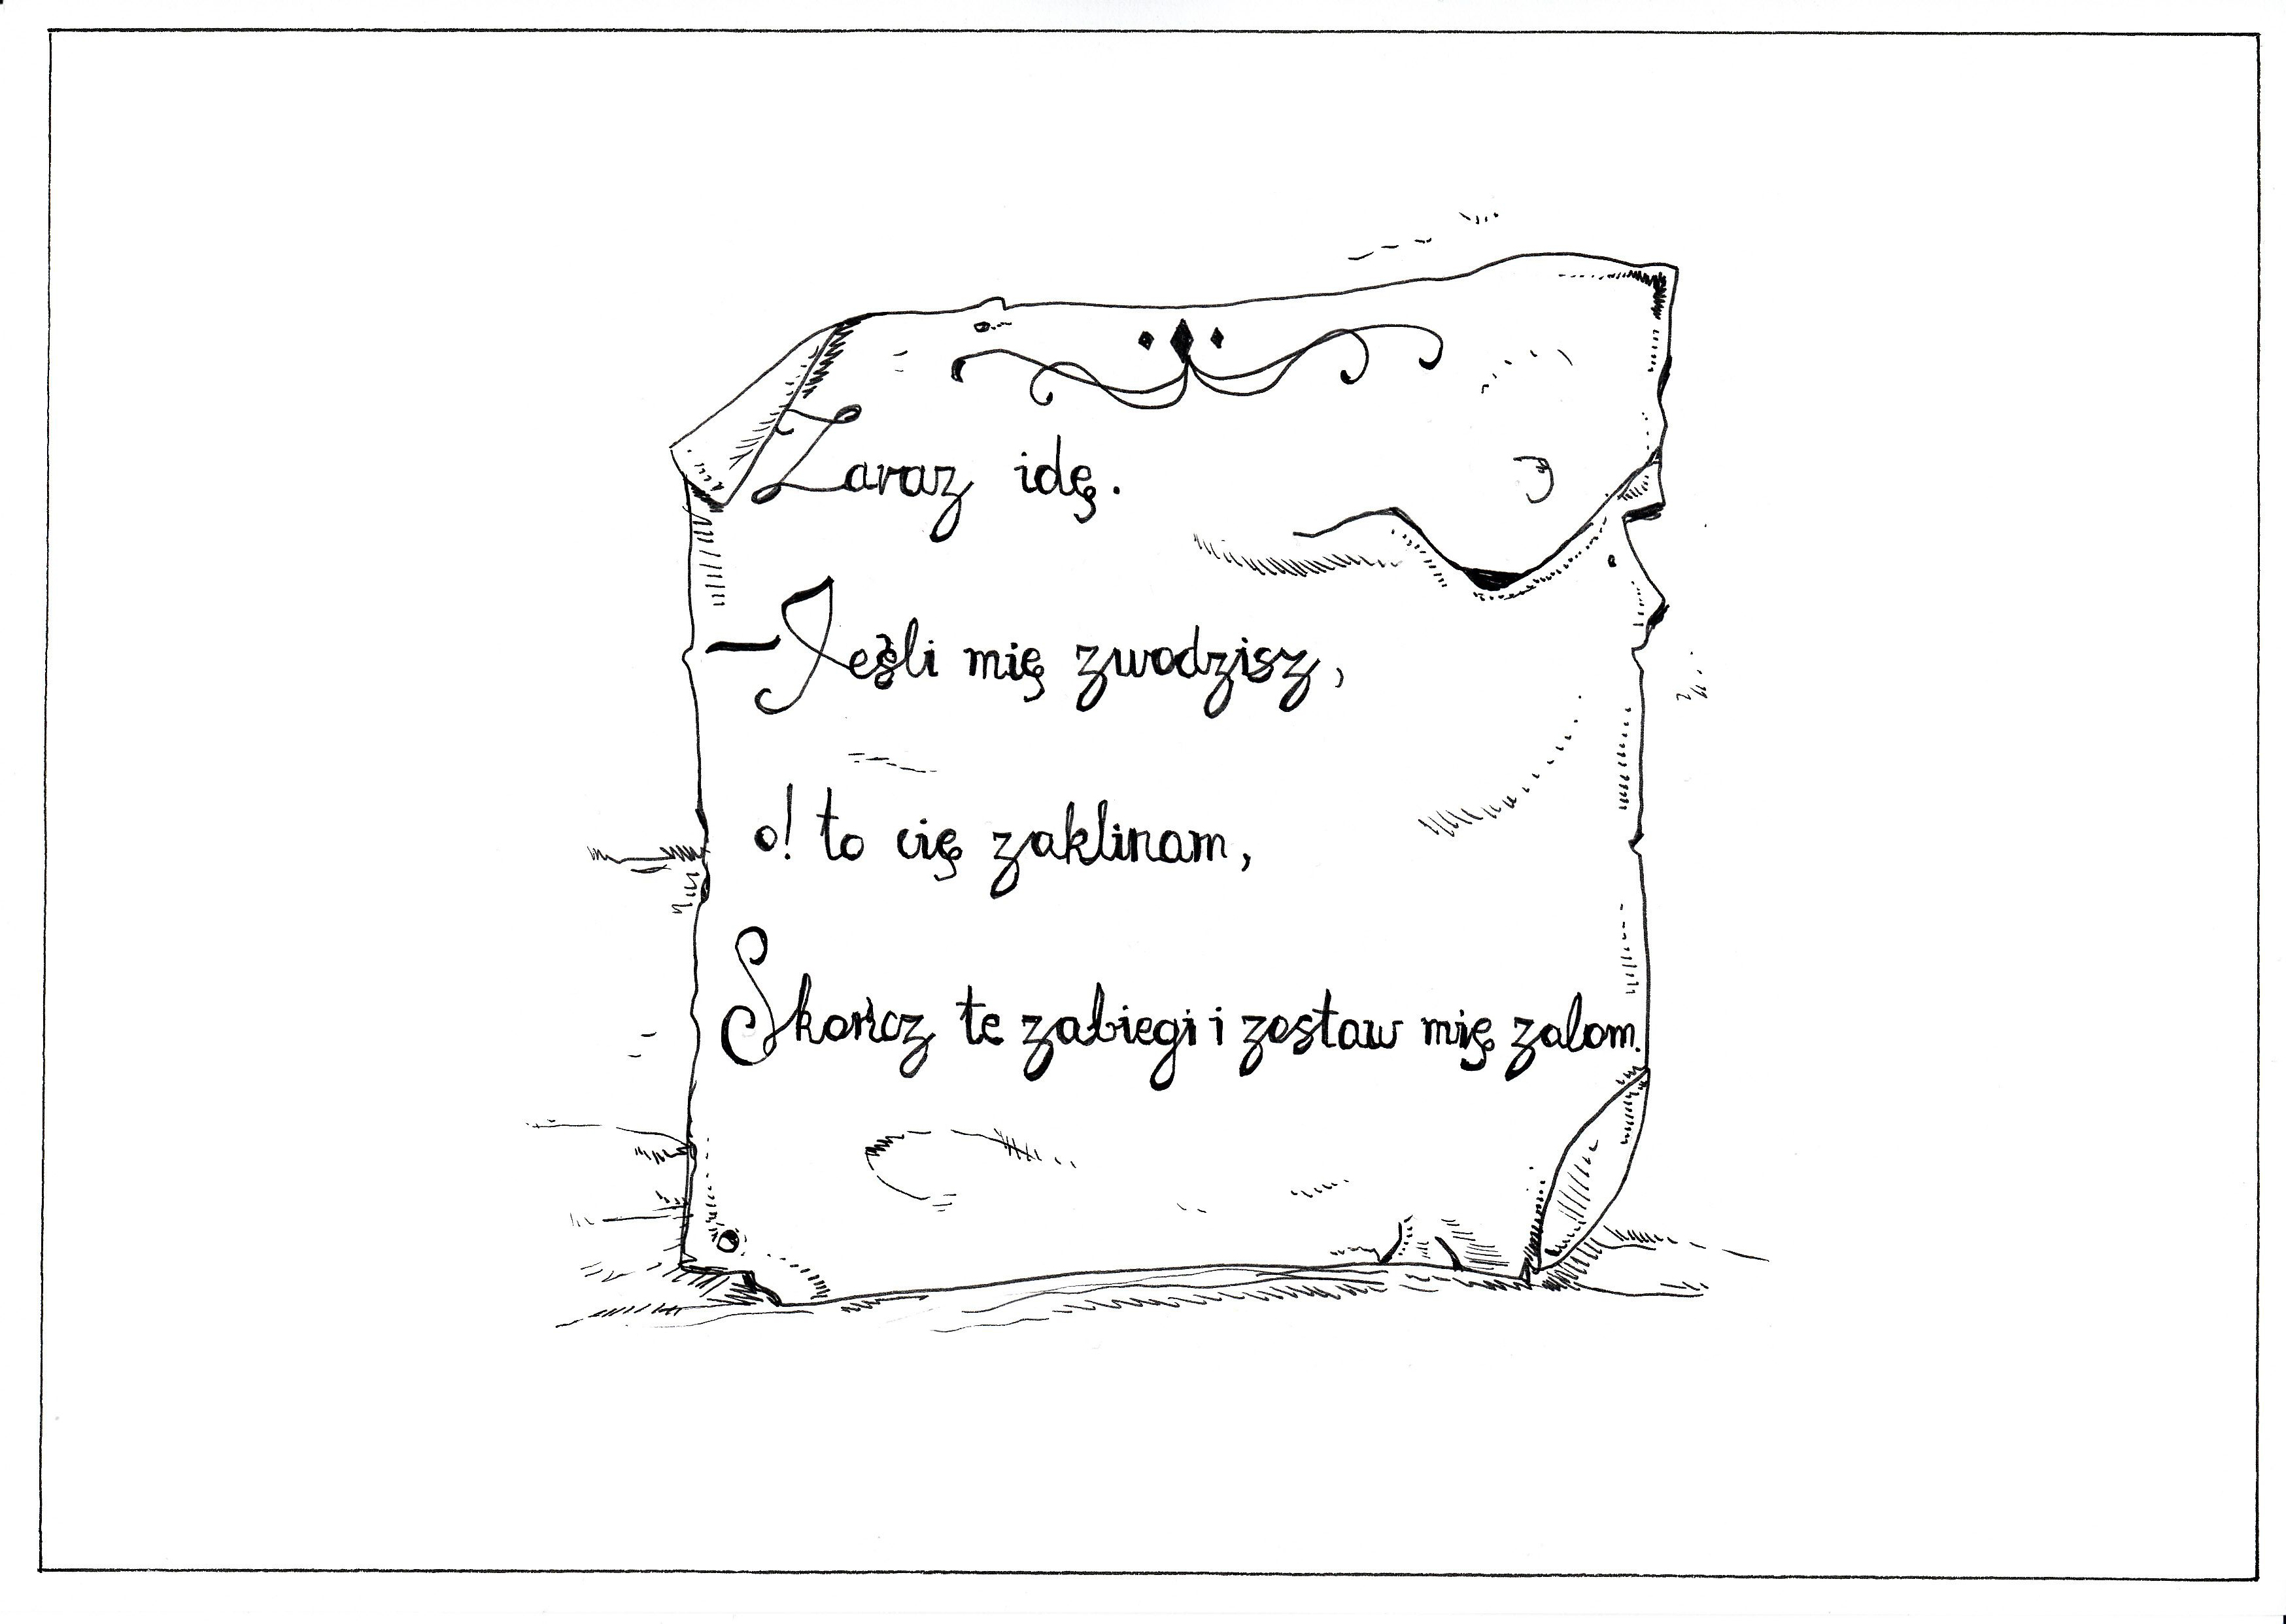 Zaraz idę.
— Jeśli mię zwodzisz,
o! to cię zaklinam,
Skończ te zabiegi i zostaw mię żalom.